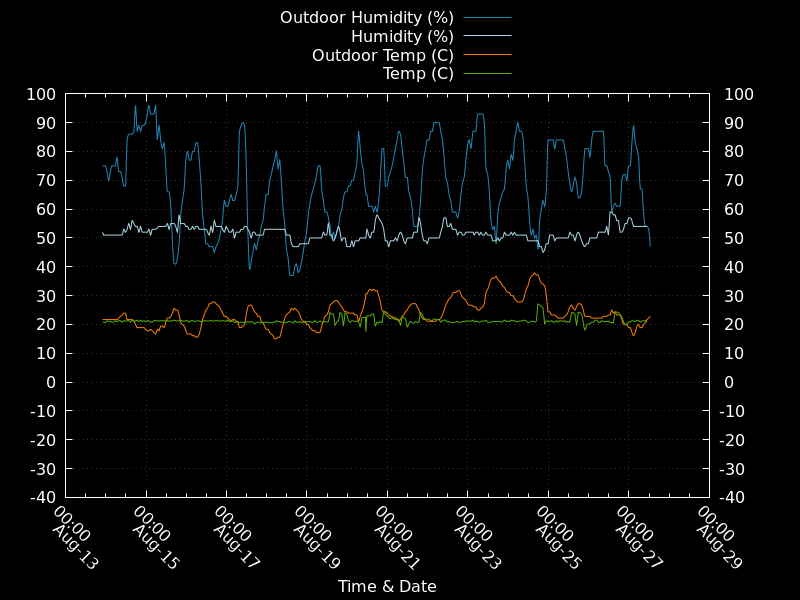 Outdoor Humidity (%)
Humidity (%)
Outdoor Temp (C)
Temp (C)
100 100
90 90
80 80
70 70
60 60
50 50
40 40
30 30
20 20
10 10
0 0
-10 -10
-20 -20
-30 -30
-40 -40
00:00 Aug-13
00:00 Aug-15
00:00 Aug-17
00:00 Aug-19
00:00 Aug-21
00:00 Aug-23
00:00 Aug-25
00:00 Aug-27
00:00 Aug-29
Time & Date